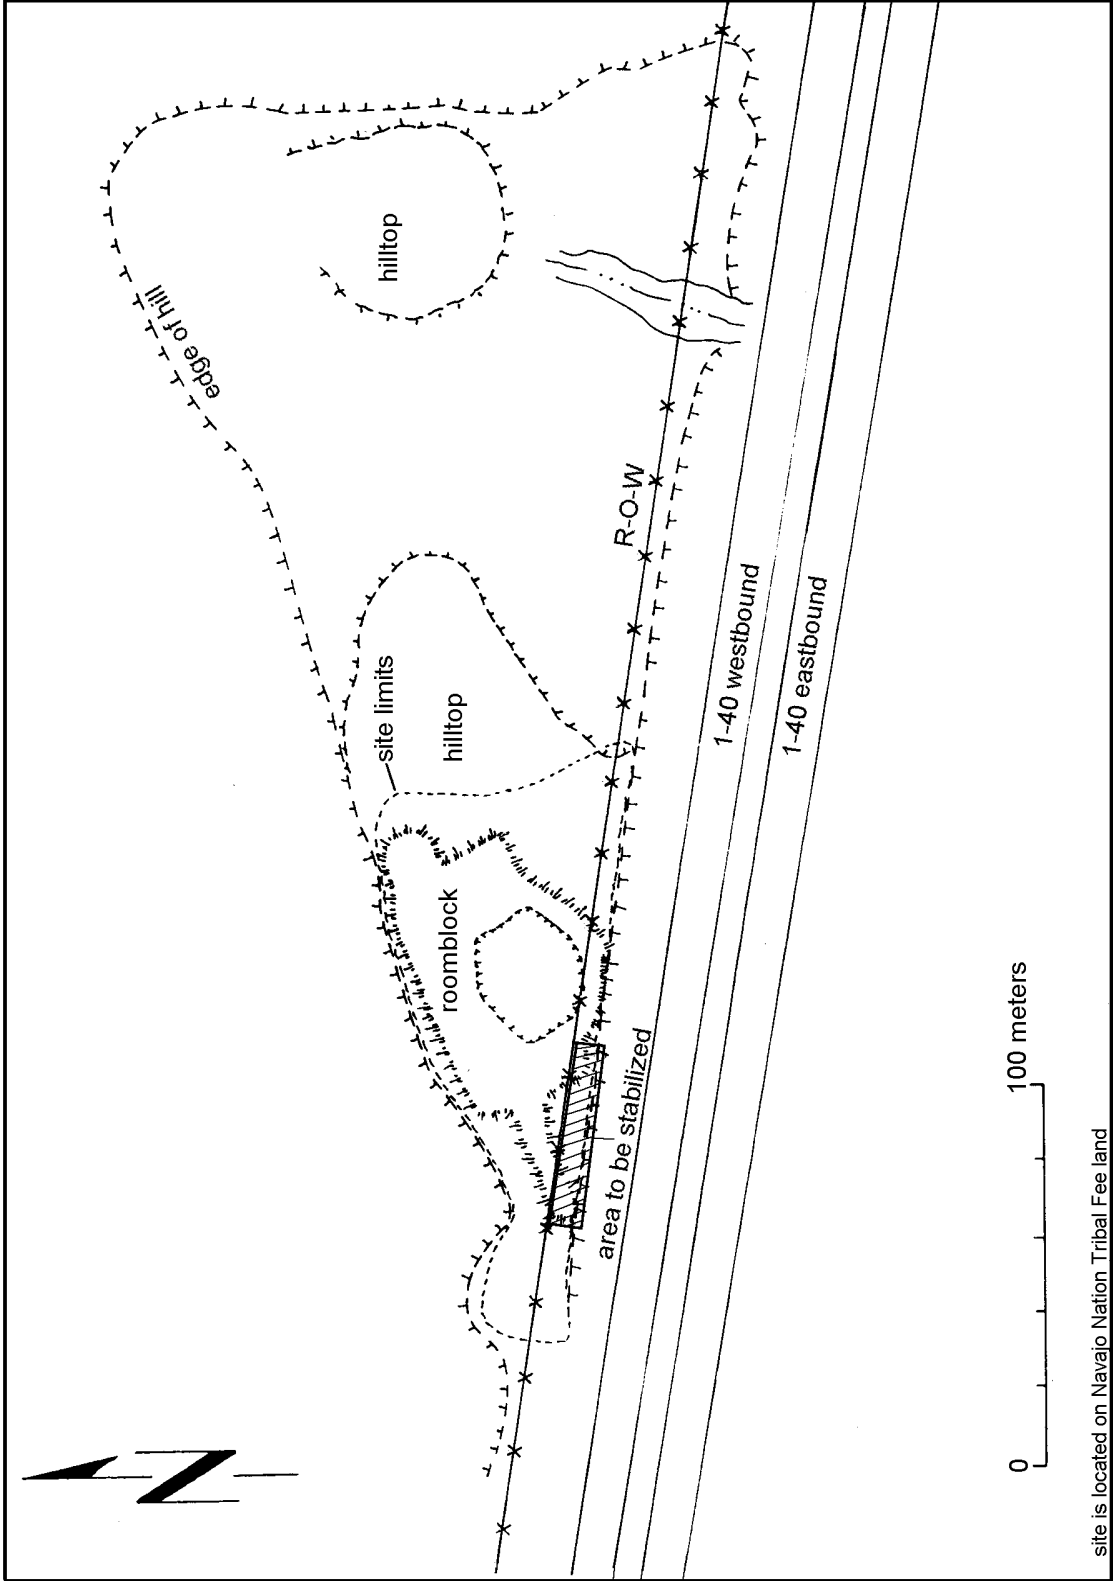 hilltop
edge of hill
R-O-W
site limits
hilltop
1-40 westbound
1-40 eastbound
roomblock
area to be stabilized
N
0
100 meters
site is located on Navajo Nation Tribal Fee land